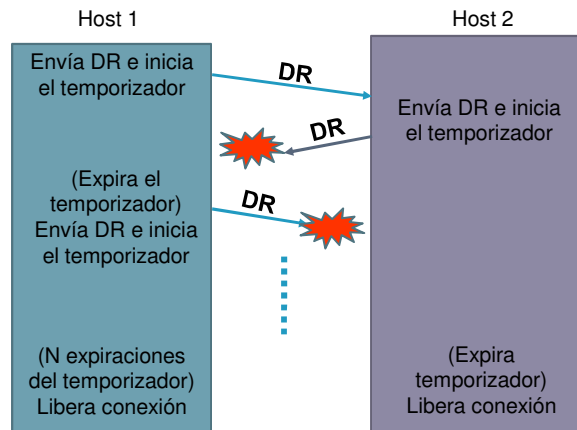 Host 1
Host 2
Envía DR e inicia
el temporizador
DR
Envía DR e inicia
el temporizador
DR
(Expira el
temporizador)
Envía DR e inicia
el temporizador
DR
(N expiraciones
del temporizador)
Libera conexión
(Expira
temporizador)
Libera conexión